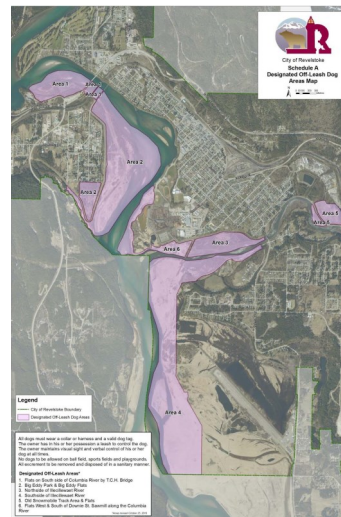 City of Revelstoke
Schedule A
Designated Off-Leash Dog
Areas Map
N
Area 1
Area 2
Area 2
Area 5
Area 6
Area 3
Area 4
Legend
City of Revelstoke Boundary
Designated Off-Leash Dog Areas
All dogs must wear a collar or harness and a valid dog tag.
The owner has in his or her possession a leash to control the dog.
The owner maintains visual sight and verbal control of his or her
dog at all times.
No dogs to be allowed on ball field, sports fields and playgrounds.
All excrement to be removed and disposed of in a sanitary manner.
Designated Off-Leash Areas*
1. Flats on South side of Columbia River by T.C.H. Bridge
2. Big Eddy Park & Big Eddy Flats
3. Northside of Illecillewaet River
4. Southside of Illecillewaet River
5. Old Snowmobile Track Area & Flats
6. Flats West & South of Downie St. Sawmill along the Columbia
River